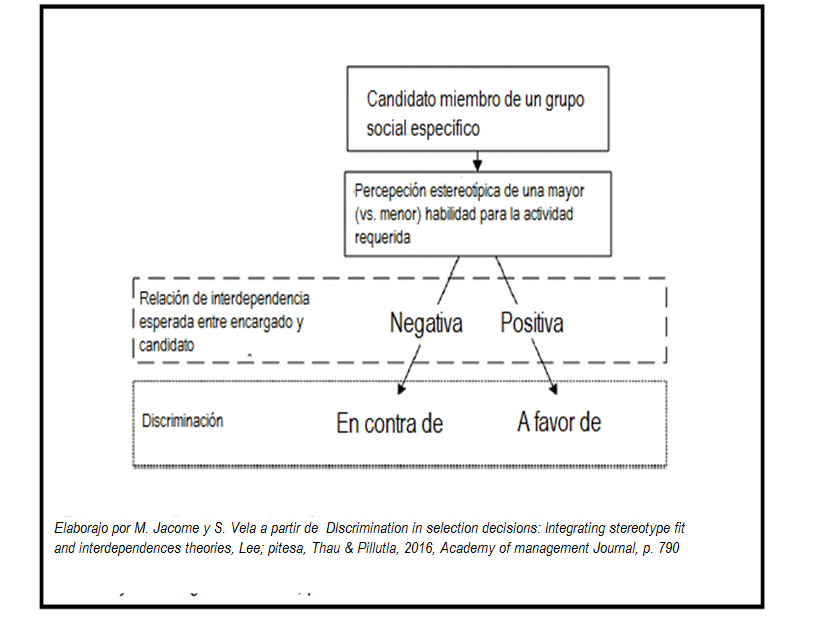 Candidato miembro de un grupo
social específico
Percepeción estereotípica de una mayor
(vs. menor) habilidad para la actividad
requerida
Relación de interdependencia
esperada entre encargado y
candidato
Negativa
Positiva
Discriminación
En contra de
A favor de
Elaborajo por M. Jacome y S. Vela a partir de DIscrimination in selection decisions: Integrating stereotype fit
and interdependences theories, Lee; pitesa, Thau & Pillutla, 2016, Academy of management Journal, p. 790